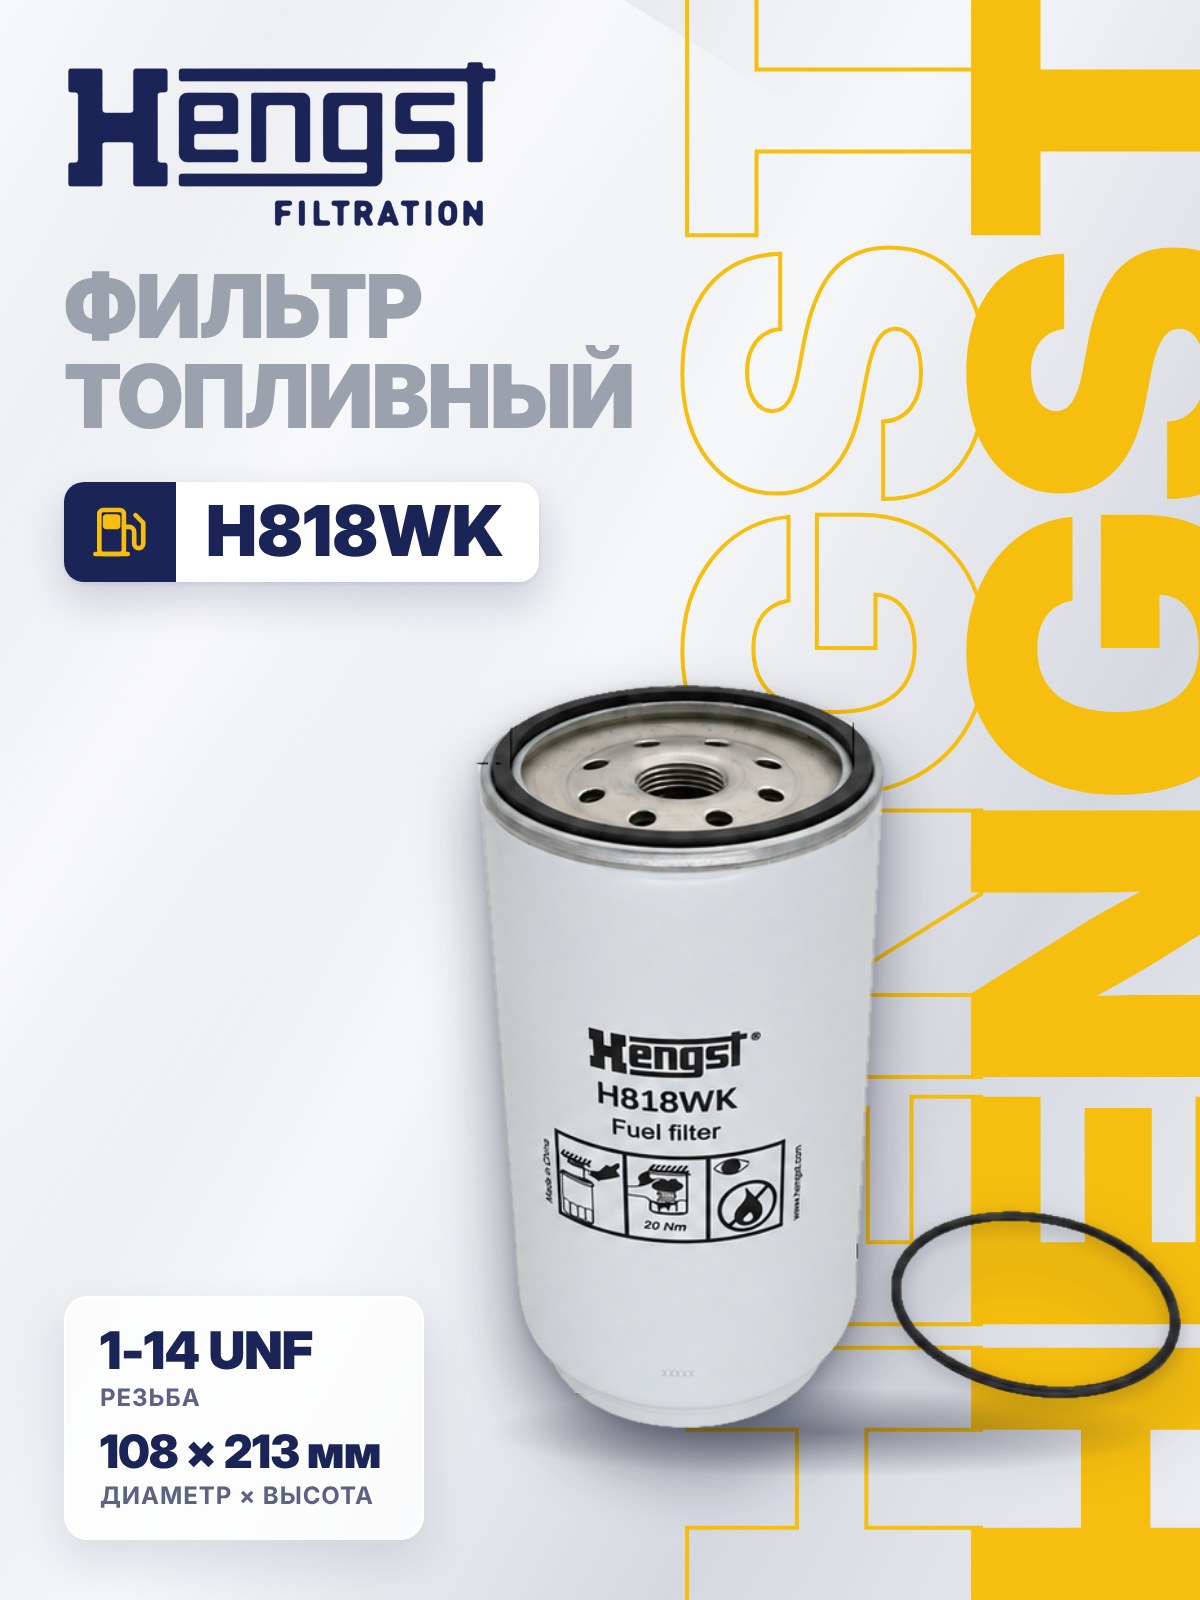 Hengst
FILTRATION
ФИЛЬТР
ТОПЛИВНЫЙ
H818WK
HENGST
HENGST
Hengst®
H818WK
Fuel filter
Made in China
20 Nm
www.hengst.com
xxxxx
1-14 UNF
РЕЗЬБА
108 × 213 мм
ДИАМЕТР × ВЫСОТА